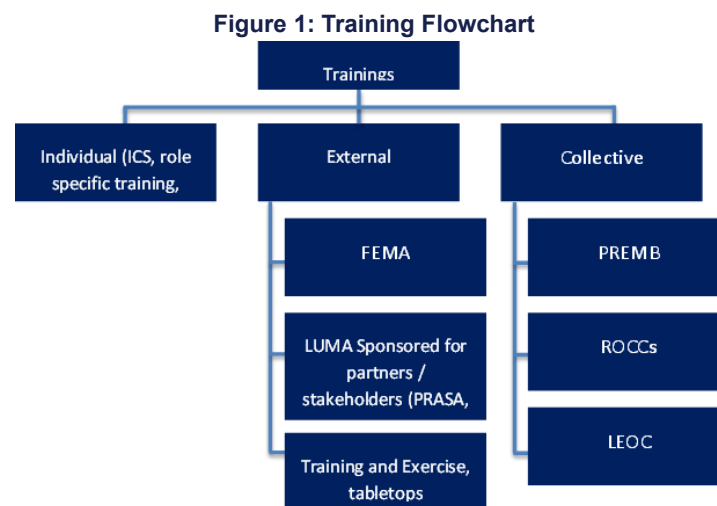 Figure 1: Training Flowchart
Trainings
Individual (ICS, role
specific training,
External
Collective
FEMA
PREMB
LUMA Sponsored for
partners /
stakeholders (PRASA,
ROCCs
Training and Exercise,
tabletops
LEOC